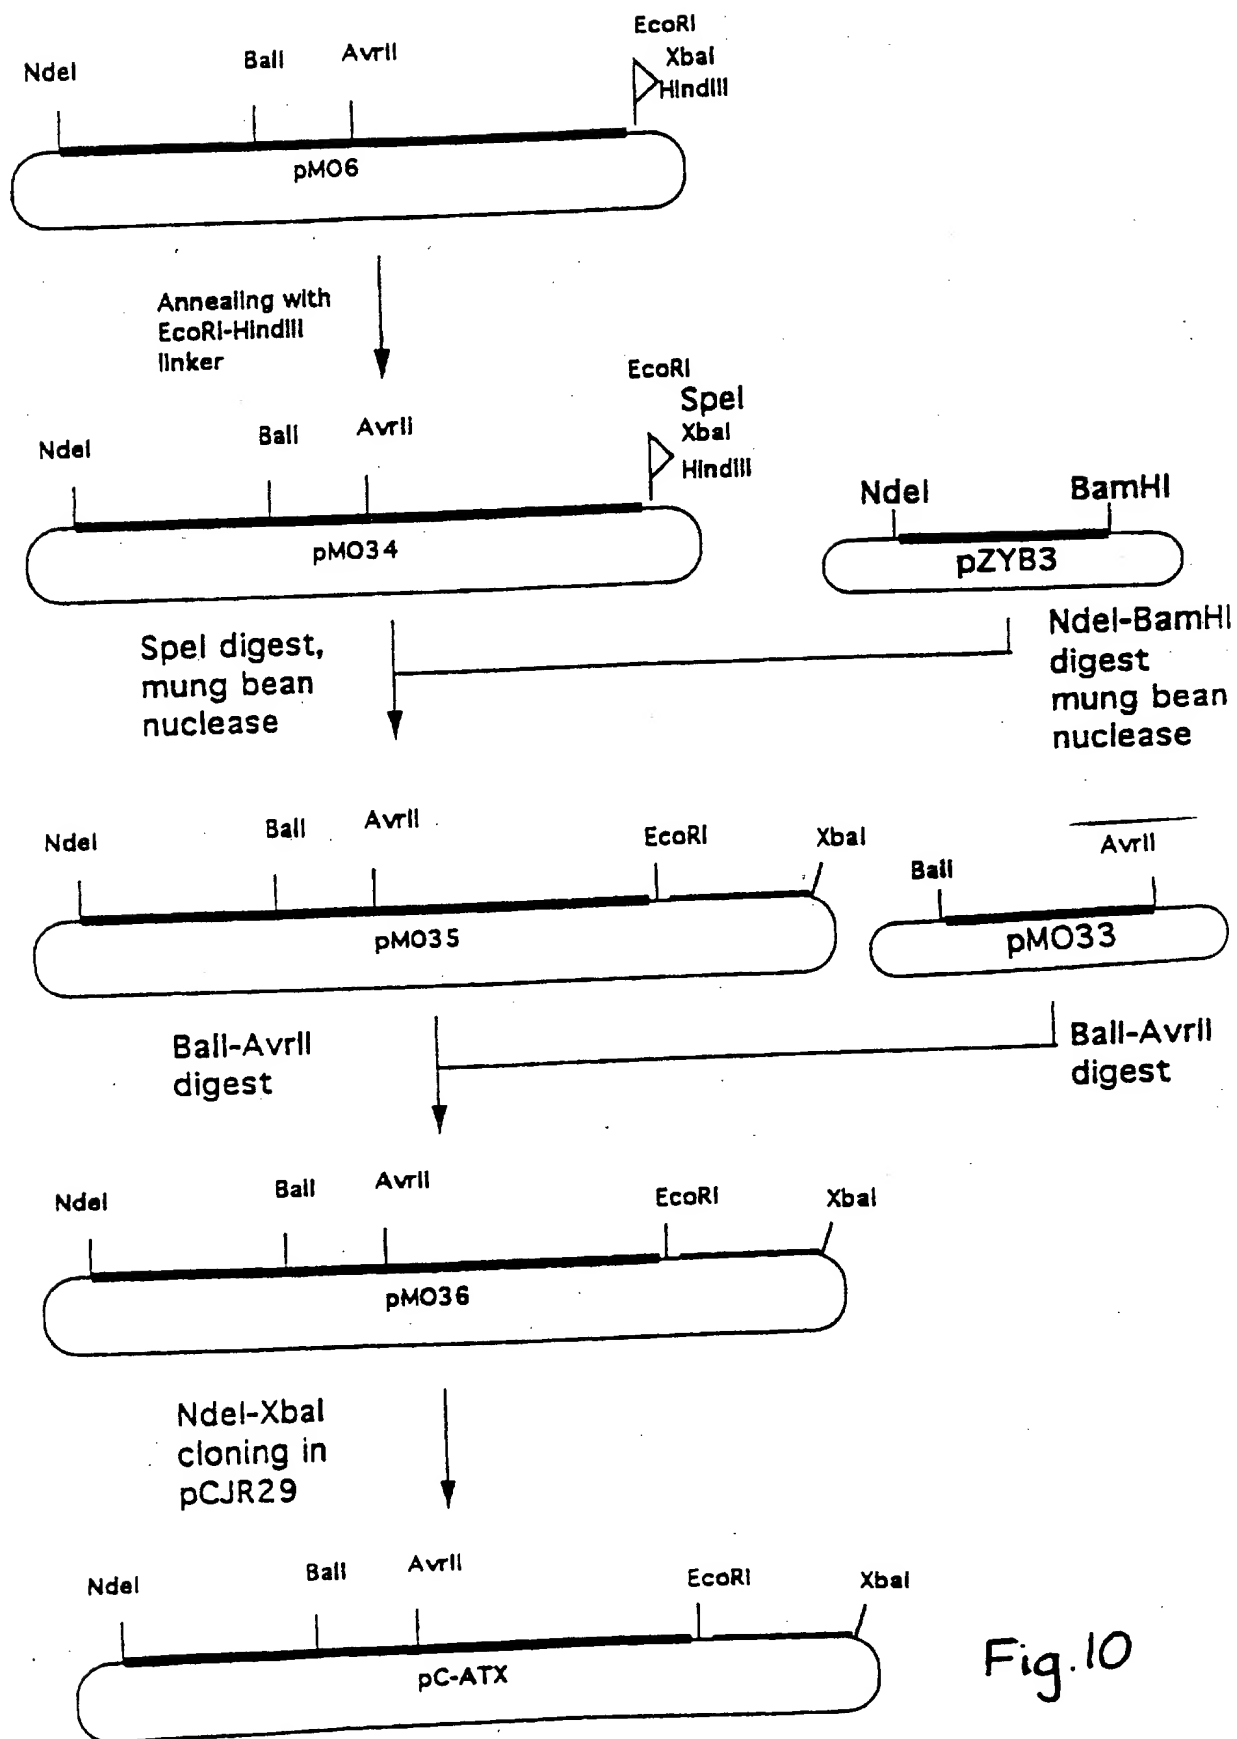 EcoRI
NdeI
BalI
AvrII
XbaI
HindIII
pMO6
Annealing with
EcoRI-HindIII
linker
EcoRI
SpeI
NdeI
BalI
AvrII
XbaI
HindIII
pMO34
NdeI
BamHI
pZYB3
SpeI digest,
mung bean
nuclease
NdeI-BamHI
digest
mung bean
nuclease
NdeI
BalI
AvrII
EcoRI
XbaI
pMO35
BalI
AvrII
pMO33
BalI-AvrII
digest
BalI-AvrII
digest
NdeI
BalI
AvrII
EcoRI
XbaI
pMO36
NdeI-XbaI
cloning in
pCJR29
NdeI
BalI
AvrII
EcoRI
XbaI
pC-ATX
Fig.10